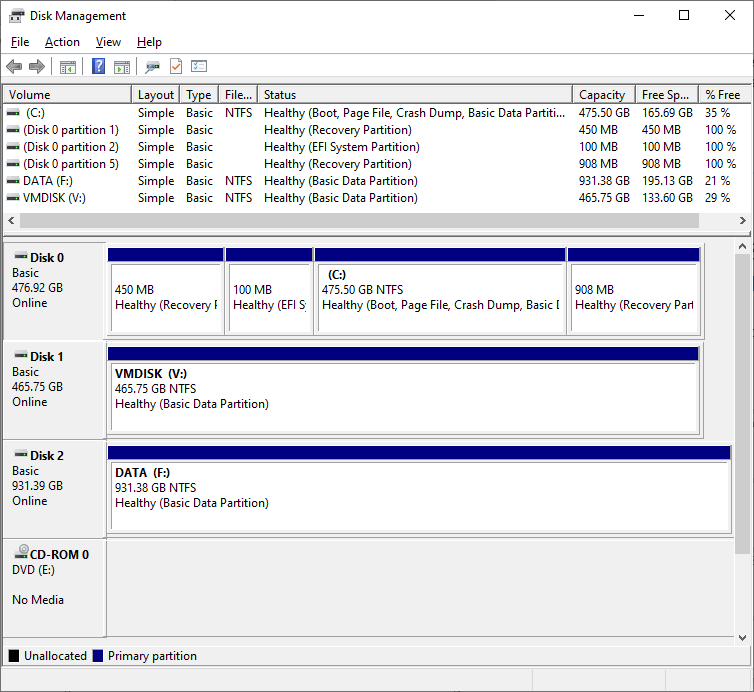 Disk Management
File Action View Help
Volume Layout Type File... Status Capacity Free Sp... % Free
(C:) Simple Basic NTFS Healthy (Boot, Page File, Crash Dump, Basic Data Partiti... 475.50 GB 165.69 GB 35 %
(Disk 0 partition 1) Simple Basic Healthy (Recovery Partition) 450 MB 450 MB 100 %
(Disk 0 partition 2) Simple Basic Healthy (EFI System Partition) 100 MB 100 MB 100 %
(Disk 0 partition 5) Simple Basic Healthy (Recovery Partition) 908 MB 908 MB 100 %
DATA (F:) Simple Basic NTFS Healthy (Basic Data Partition) 931.38 GB 195.13 GB 21 %
VMDISK (V:) Simple Basic NTFS Healthy (Basic Data Partition) 465.75 GB 133.60 GB 29 %
Disk 0
Basic
476.92 GB
Online
450 MB
Healthy (Recovery P
100 MB
Healthy (EFI Sy
(C:)
475.50 GB NTFS
Healthy (Boot, Page File, Crash Dump, Basic D
908 MB
Healthy (Recovery Part
Disk 1
Basic
465.75 GB
Online
VMDISK (V:)
465.75 GB NTFS
Healthy (Basic Data Partition)
Disk 2
Basic
931.39 GB
Online
DATA (F:)
931.38 GB NTFS
Healthy (Basic Data Partition)
CD-ROM 0
DVD (E:)
No Media
Unallocated Primary partition